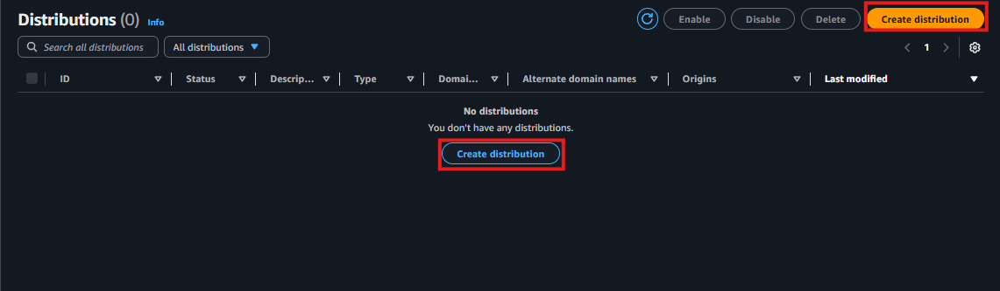 Distributions (0) Info
Enable Disable Delete Create distribution
Search all distributions All distributions
1
ID Status Descrip... Type Domai... Alternate domain names Origins Last modified
No distributions
You don't have any distributions.
Create distribution